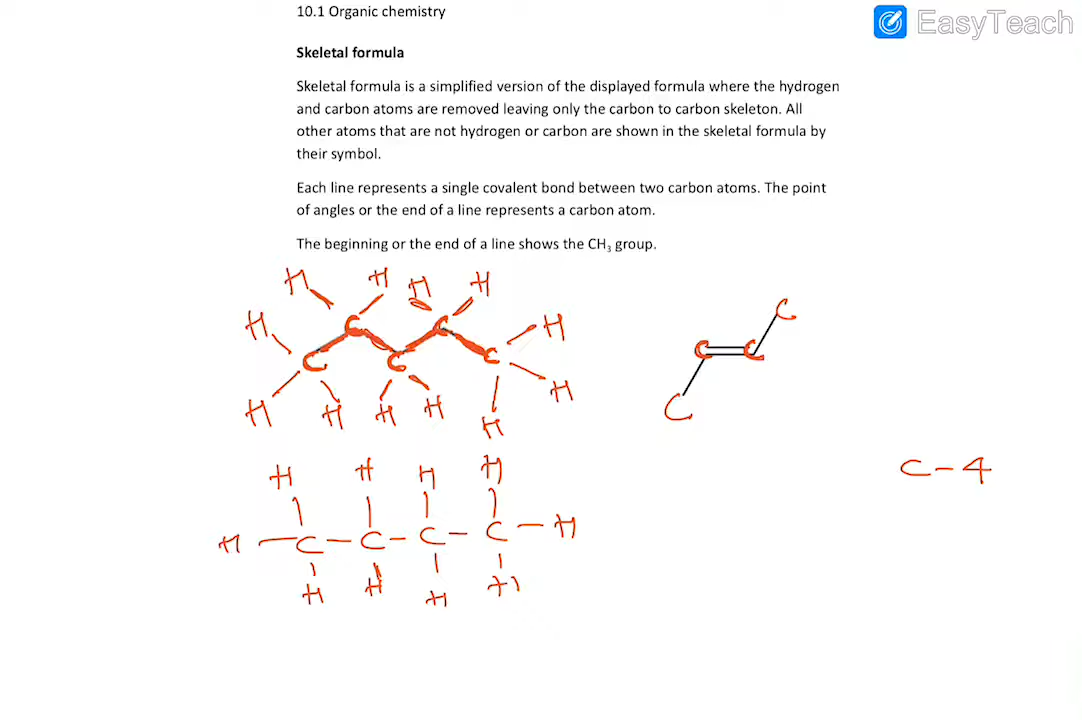 10.1 Organic chemistry
EasyTeach
Skeletal formula
Skeletal formula is a simplified version of the displayed formula where the hydrogen
and carbon atoms are removed leaving only the carbon to carbon skeleton. All
other atoms that are not hydrogen or carbon are shown in the skeletal formula by
their symbol.
Each line represents a single covalent bond between two carbon atoms. The point
of angles or the end of a line represents a carbon atom.
The beginning or the end of a line shows the CH₃ group.
H H H H
H C C H C
C C C C C
H H H H H
H
H H H H
H – C – C – C – C – H
H H H H
C
C – 4